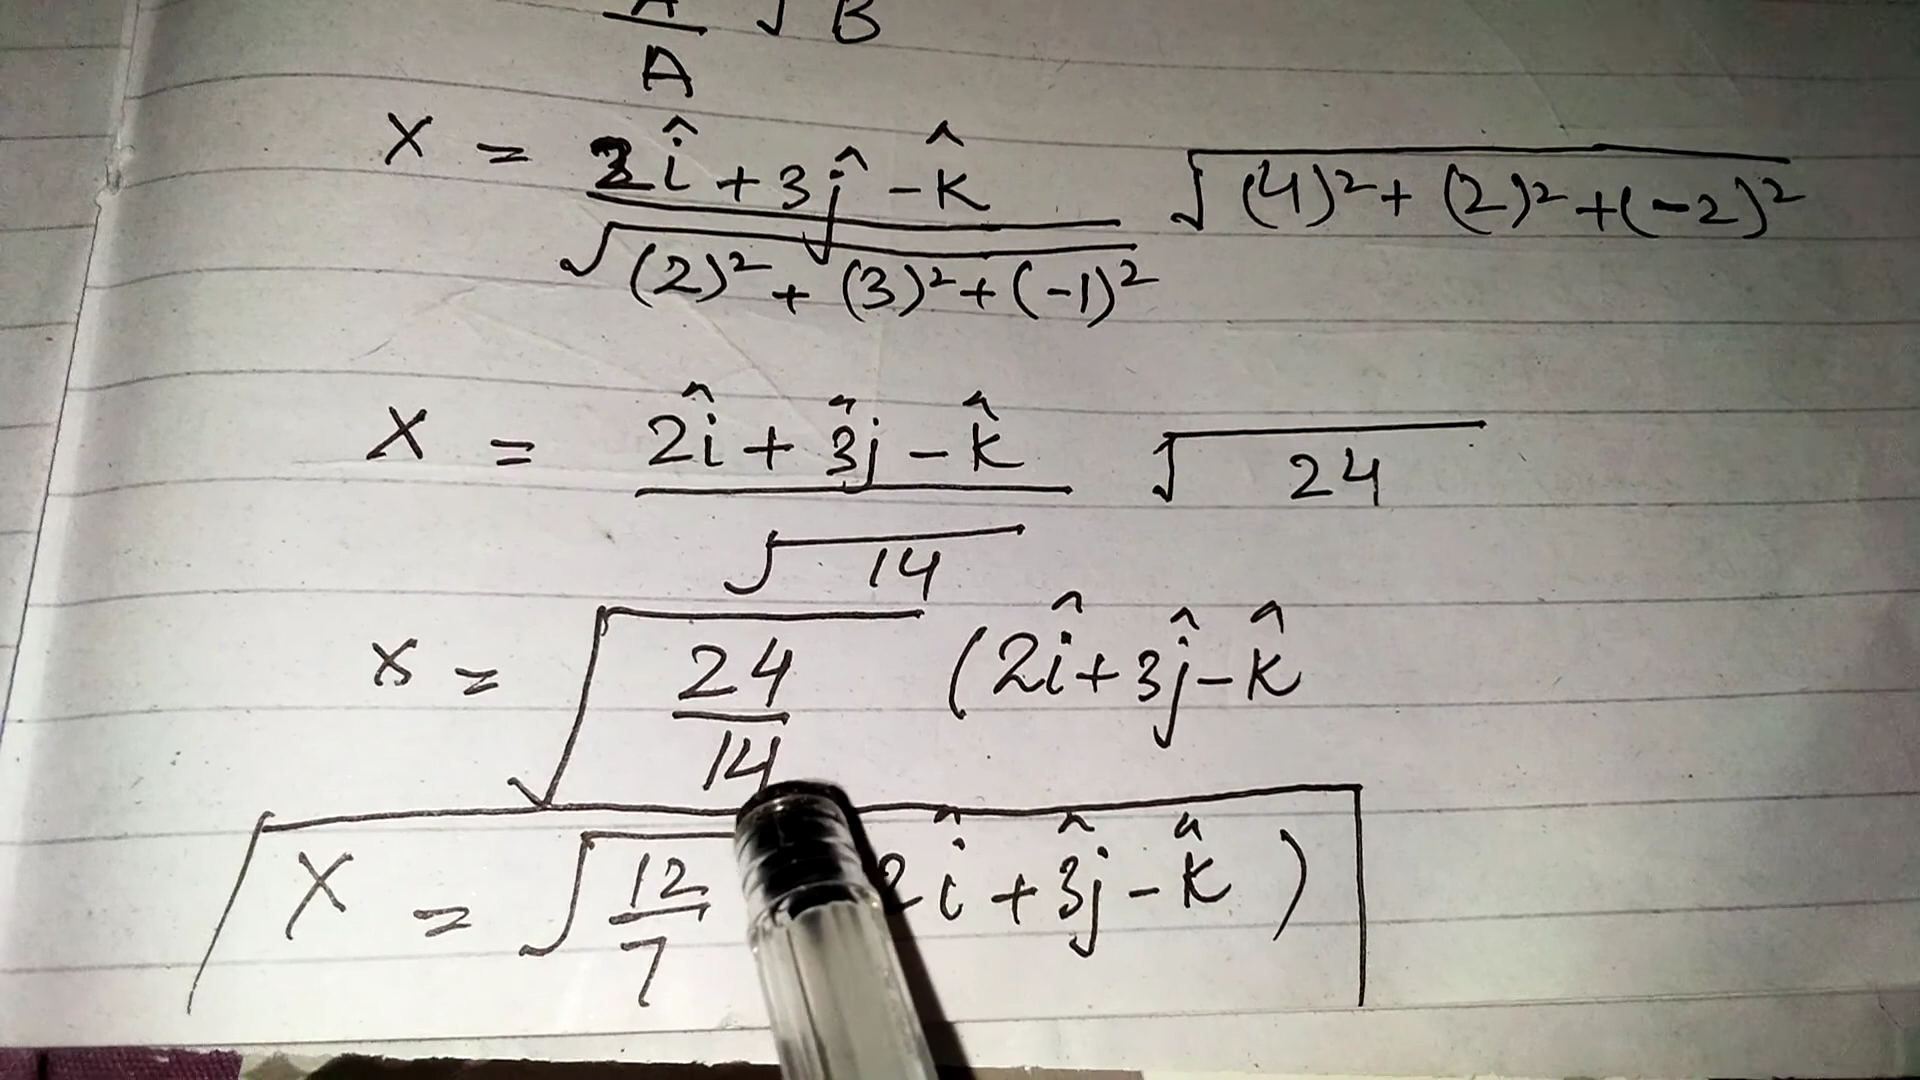 A/A √B
X = (2î + 3ĵ - k̂) / √((2)² + (3)² + (-1)²) √((4)² + (2)² + (-2)²)
X = (2î + 3ĵ - k̂) / √14 √24
X = √(24/14) (2î + 3ĵ - k̂
X = √(12/7) 2î + 3ĵ - k̂ )